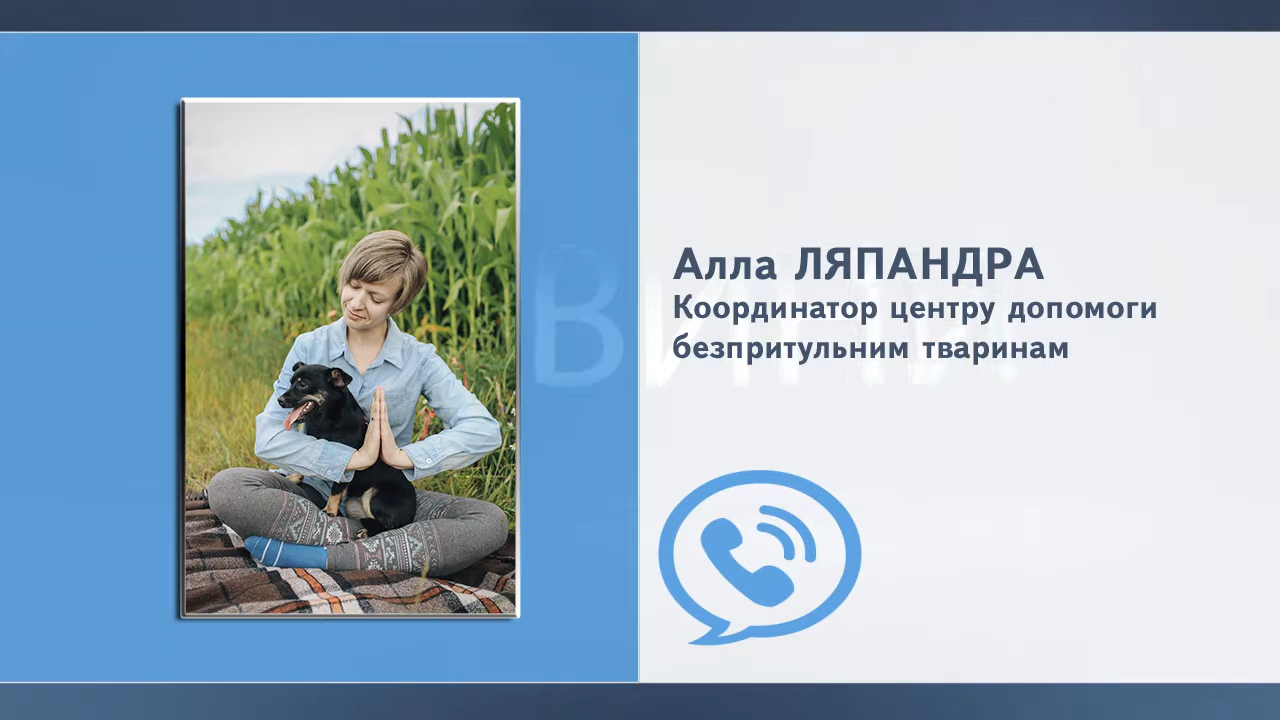 Алла ЛЯПАНДРА
Координатор центру допомоги
безпритульним тваринам